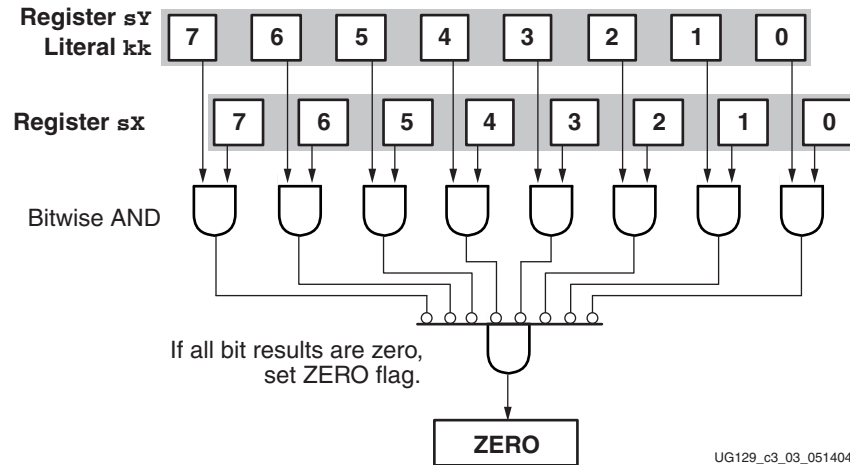 Register sY
Literal kk
7 6 5 4 3 2 1 0
Register sX
7 6 5 4 3 2 1 0
Bitwise AND
If all bit results are zero,
set ZERO flag.
ZERO
UG129_c3_03_051404